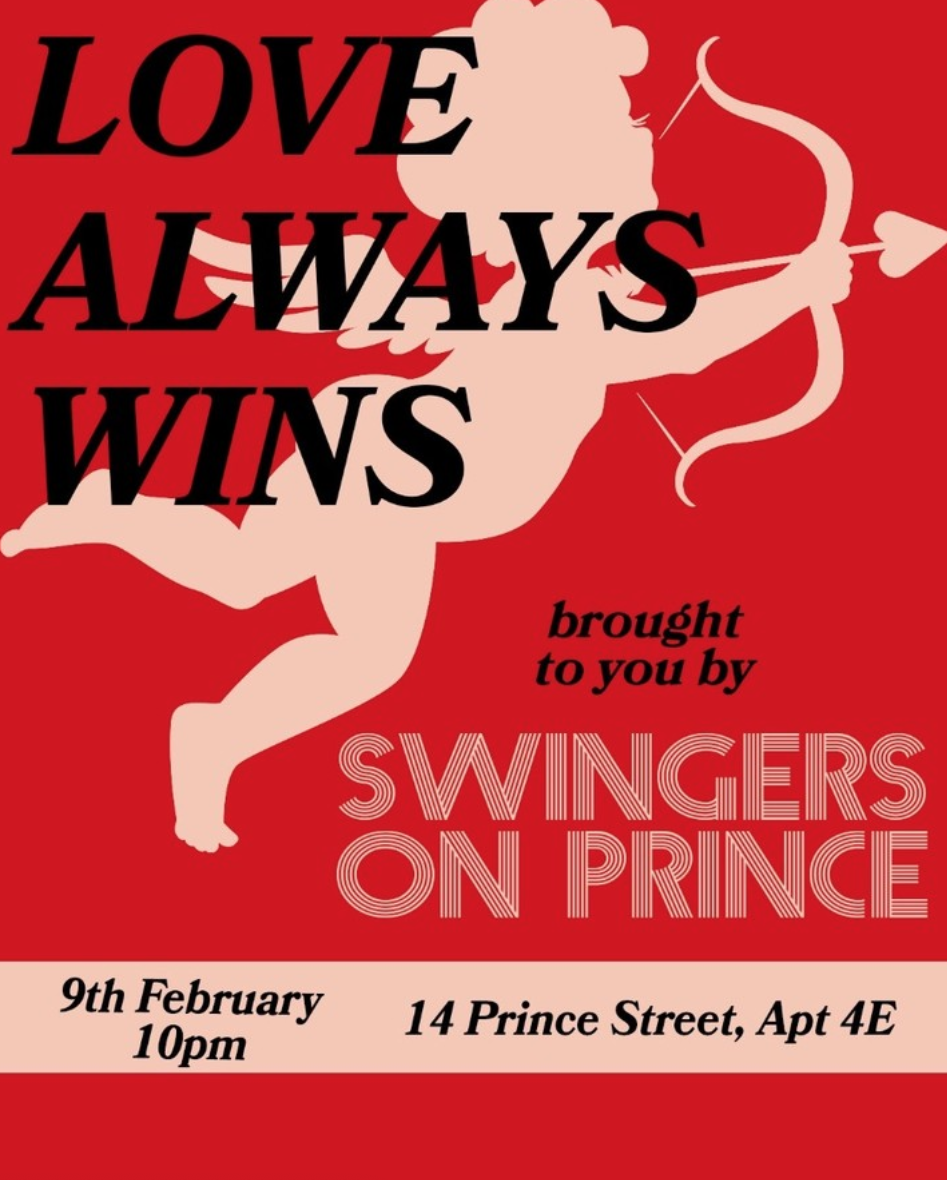 LOVE
ALWAYS
WINS
brought
to you by
SWINGERS
ON PRINCE
9th February
10pm
14 Prince Street, Apt 4E